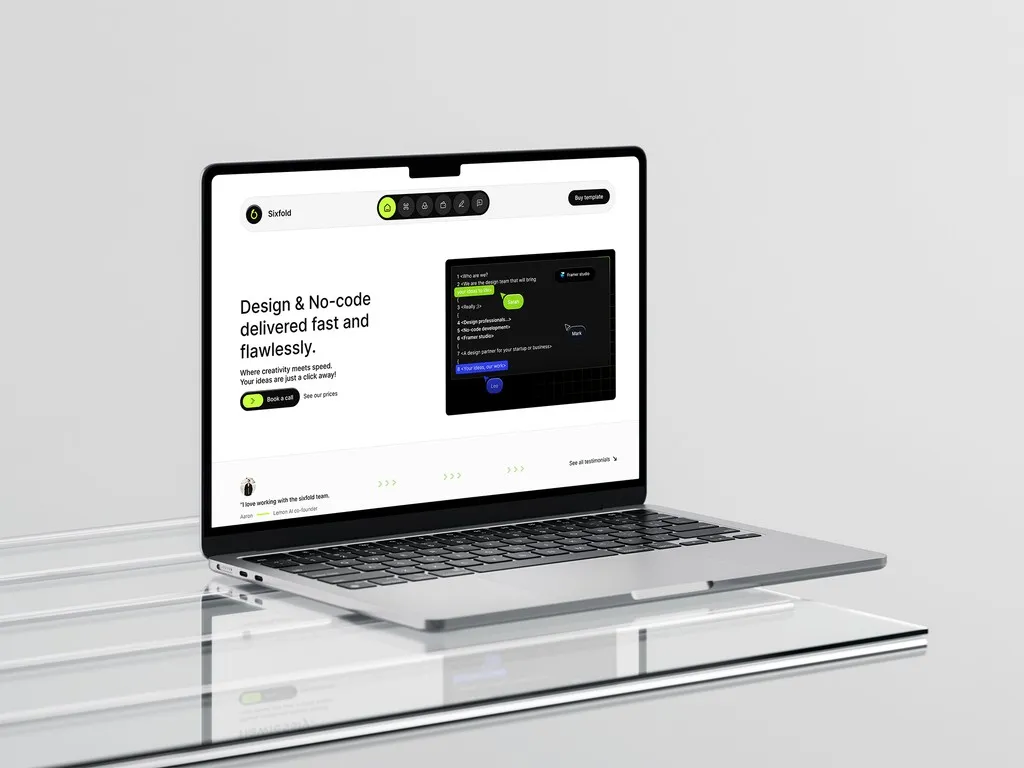 Sixfold
Buy template
Design & No-code
delivered fast and
flawlessly.
Where creativity meets speed.
Your ideas are just a click away!
Book a call
See our prices
1 <Who are we?
2 <We are the design team that will bring
your ideas to life>
Framer studio
Sarah
[
3 <Really ;)>
[
4 <Design professionals...>
5 <No-code development>
6 <Framer studio>
Mark
[
7 <A design partner for your startup or business>
[
8 <Your ideas, our work>
Leo
See all testimonials
"I love working with the sixfold team.
Aaron
Lemon AI co-founder